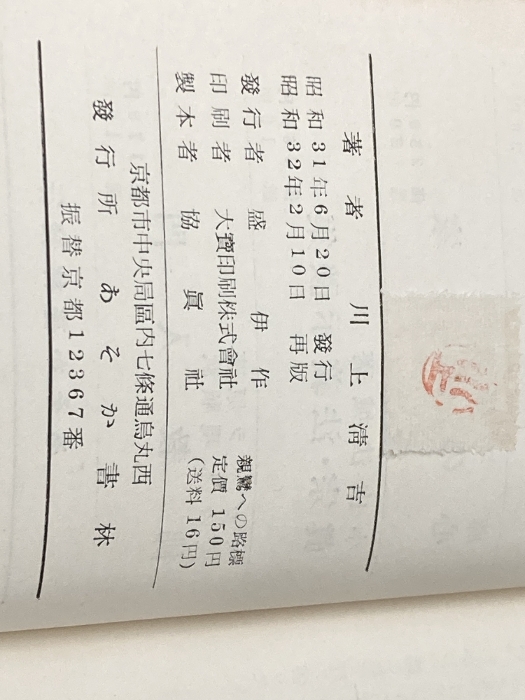 著者 川上淸吉
昭和31年6月20日 發行
昭和32年2月10日 再版
發行者 盛伊作
印刷者 大寶印刷株式會社
製本者 協眞社
親鸞への路標
定價 150円
(送料 16円)
京都市中央局區內七條通烏丸西
發行所 あそか書林
振替京都12367番